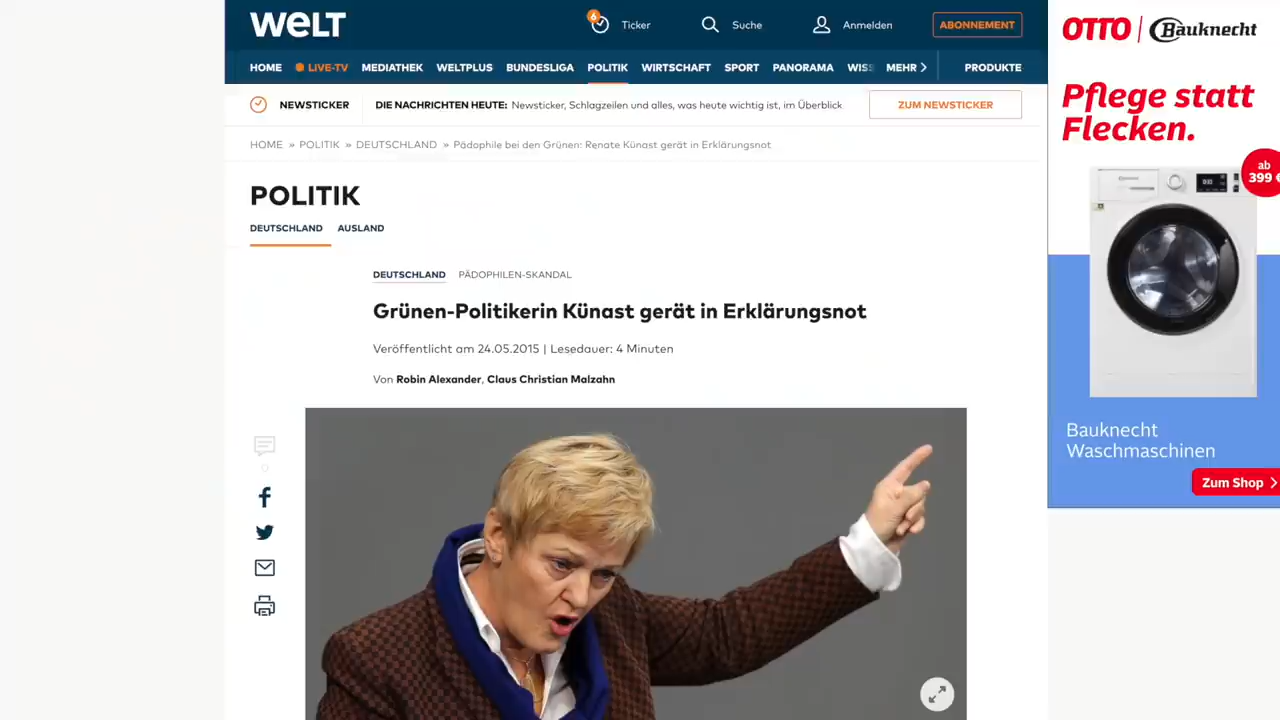 WELT
6
Ticker
Suche
Anmelden
ABONNEMENT
HOME LIVE-TV MEDIATHEK WELTPLUS BUNDESLIGA POLITIK WIRTSCHAFT SPORT PANORAMA WISS MEHR PRODUKTE
NEWSTICKER DIE NACHRICHTEN HEUTE: Newsticker, Schlagzeilen und alles, was heute wichtig ist, im Überblick ZUM NEWSTICKER
HOME » POLITIK » DEUTSCHLAND » Pädophile bei den Grünen: Renate Künast gerät in Erklärungsnot
POLITIK
DEUTSCHLAND AUSLAND
DEUTSCHLAND PÄDOPHILEN-SKANDAL
Grünen-Politikerin Künast gerät in Erklärungsnot
Veröffentlicht am 24.05.2015 | Lesedauer: 4 Minuten
Von Robin Alexander, Claus Christian Malzahn
0
OTTO | Bauknecht
Pflege statt
Flecken.
ab
399 €
Bauknecht
Waschmaschinen
Zum Shop